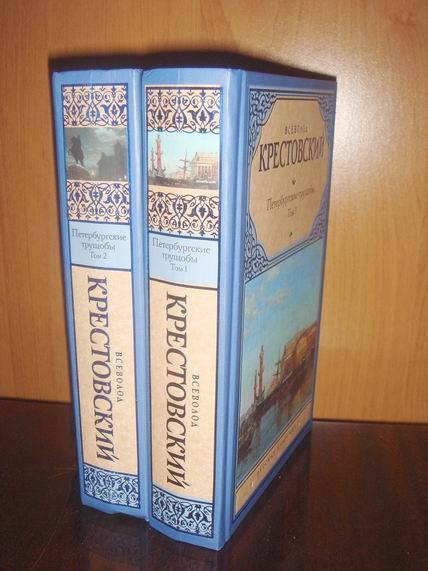 Петербургские
трущобы
Том 2
ВСЕВОЛОД
КРЕСТОВСКИЙ
Петербургские
трущобы
Том 1
ВСЕВОЛОД
КРЕСТОВСКИЙ
ВСЕВОЛОД
КРЕСТОВСКИЙ
Петербургские трущобы
Том 1